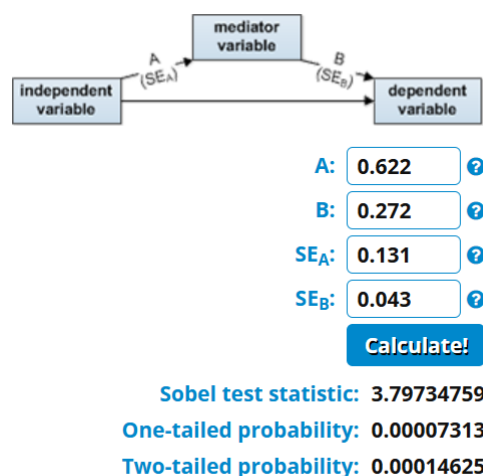 mediator
variable
A
(SEA)
B
(SEB)
independent
variable
dependent
variable
A: 0.622 ?
B: 0.272 ?
SEA: 0.131 ?
SEB: 0.043 ?
Calculate!
Sobel test statistic: 3.79734759
One-tailed probability: 0.00007313
Two-tailed probability: 0.00014625